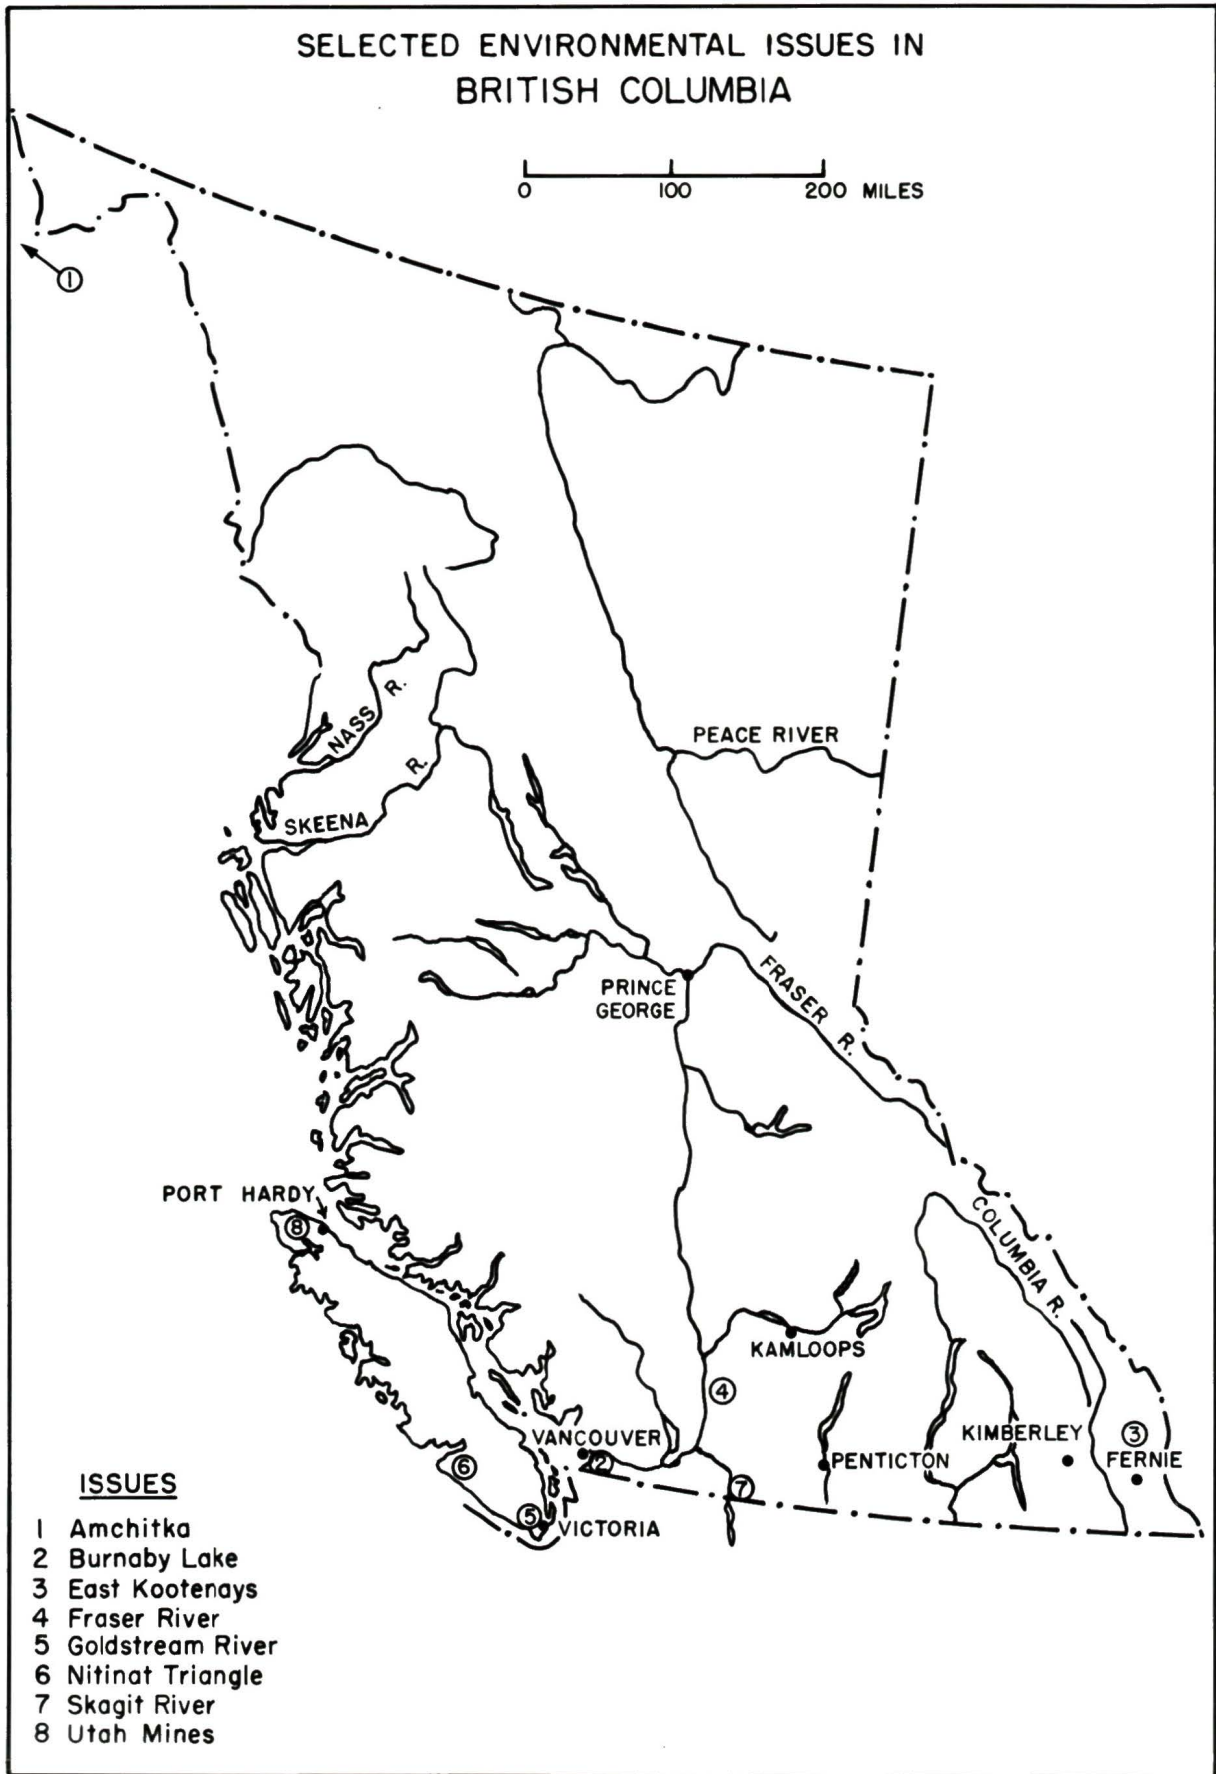 SELECTED ENVIRONMENTAL ISSUES IN
BRITISH COLUMBIA
0 100 200 MILES
1
NASS R.
SKEENA R.
PEACE RIVER
PRINCE
GEORGE
FRASER R.
PORT HARDY
8
COLUMBIA R.
KAMLOOPS
4
VANCOUVER
2
KIMBERLEY
3
FERNIE
PENTICTON
6
7
5
VICTORIA
ISSUES
1 Amchitka
2 Burnaby Lake
3 East Kootenays
4 Fraser River
5 Goldstream River
6 Nitinat Triangle
7 Skagit River
8 Utah Mines